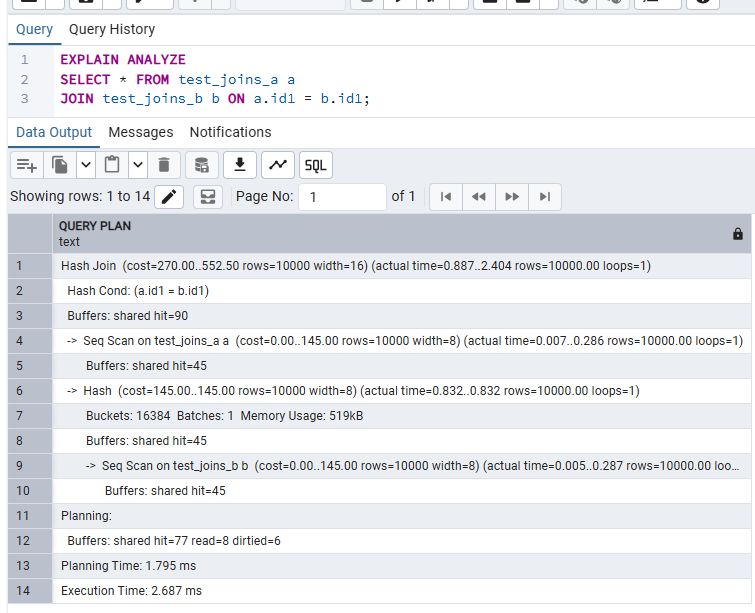 Query Query History
1 EXPLAIN ANALYZE
2 SELECT * FROM test_joins_a a
3 JOIN test_joins_b b ON a.id1 = b.id1;
Data Output Messages Notifications
SQL
Showing rows: 1 to 14 Page No: 1 of 1
QUERY PLAN
text
1 Hash Join (cost=270.00..552.50 rows=10000 width=16) (actual time=0.887..2.404 rows=10000.00 loops=1)
2 Hash Cond: (a.id1 = b.id1)
3 Buffers: shared hit=90
4 -> Seq Scan on test_joins_a a (cost=0.00..145.00 rows=10000 width=8) (actual time=0.007..0.286 rows=10000.00 loops=1)
5 Buffers: shared hit=45
6 -> Hash (cost=145.00..145.00 rows=10000 width=8) (actual time=0.832..0.832 rows=10000.00 loops=1)
7 Buckets: 16384 Batches: 1 Memory Usage: 519kB
8 Buffers: shared hit=45
9 -> Seq Scan on test_joins_b b (cost=0.00..145.00 rows=10000 width=8) (actual time=0.005..0.287 rows=10000.00 loo...
10 Buffers: shared hit=45
11 Planning:
12 Buffers: shared hit=77 read=8 dirtied=6
13 Planning Time: 1.795 ms
14 Execution Time: 2.687 ms